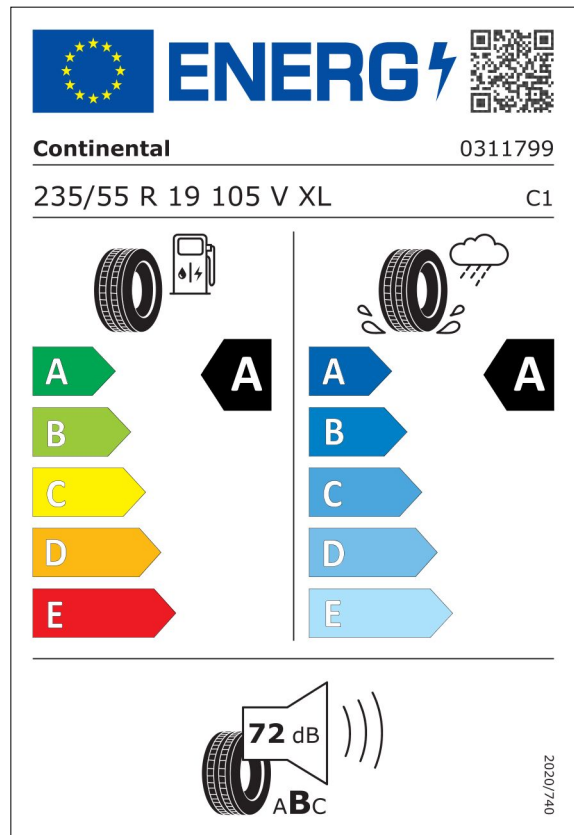 ENERG
Continental 0311799
235/55 R 19 105 V XL C1
A A
B
C
D
E
A A
B
C
D
E
72 dB
ABC
2020/740